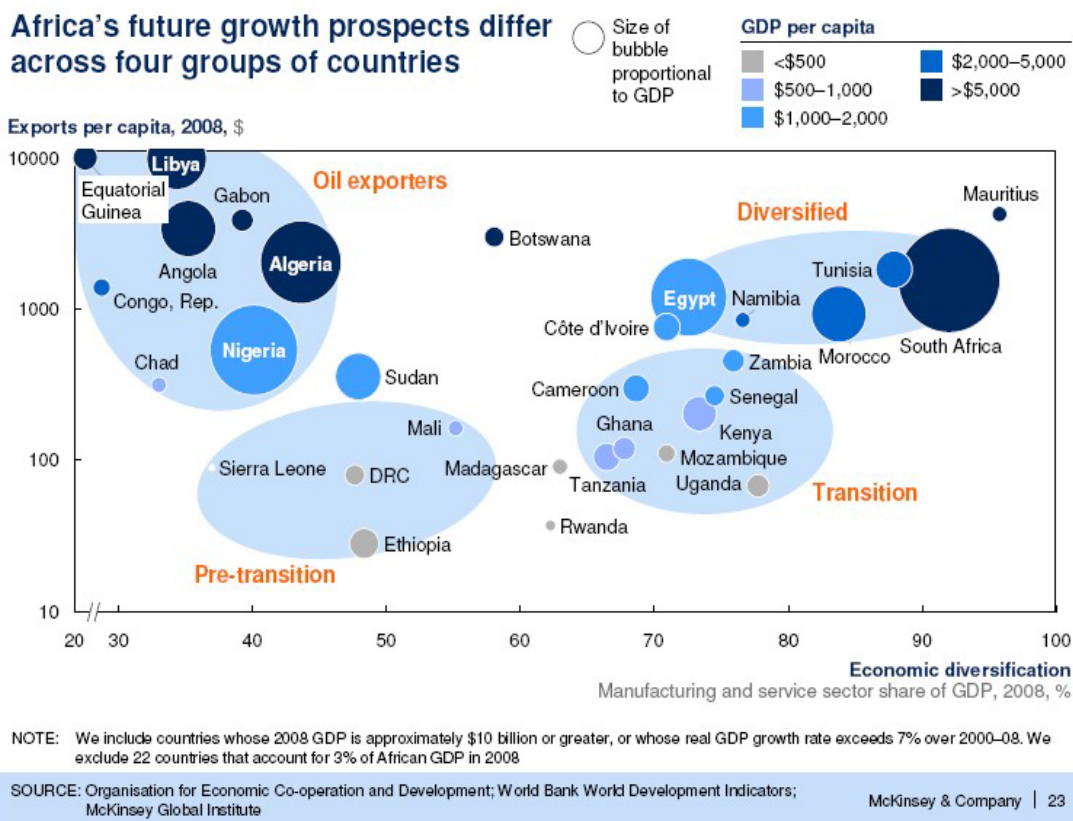 Africa's future growth prospects differ
across four groups of countries
Size of
bubble
proportional
to GDP
GDP per capita
<$500
$500–1,000
$1,000–2,000
$2,000–5,000
>$5,000
Exports per capita, 2008, $
10000
1000
100
10
Libya
Equatorial
Guinea
Gabon
Oil exporters
Angola
Algeria
Congo, Rep.
Nigeria
Chad
Sudan
Botswana
Mauritius
Diversified
Tunisia
Egypt
Namibia
Côte d'Ivoire
Morocco
South Africa
Zambia
Cameroon
Senegal
Ghana
Kenya
Mali
Sierra Leone
DRC
Madagascar
Mozambique
Tanzania
Uganda
Transition
Rwanda
Ethiopia
Pre-transition
20 30 40 50 60 70 80 90 100
Economic diversification
Manufacturing and service sector share of GDP, 2008, %
NOTE: We include countries whose 2008 GDP is approximately $10 billion or greater, or whose real GDP growth rate exceeds 7% over 2000–08. We
exclude 22 countries that account for 3% of African GDP in 2008
SOURCE: Organisation for Economic Co-operation and Development; World Bank World Development Indicators;
McKinsey Global Institute
McKinsey & Company | 23